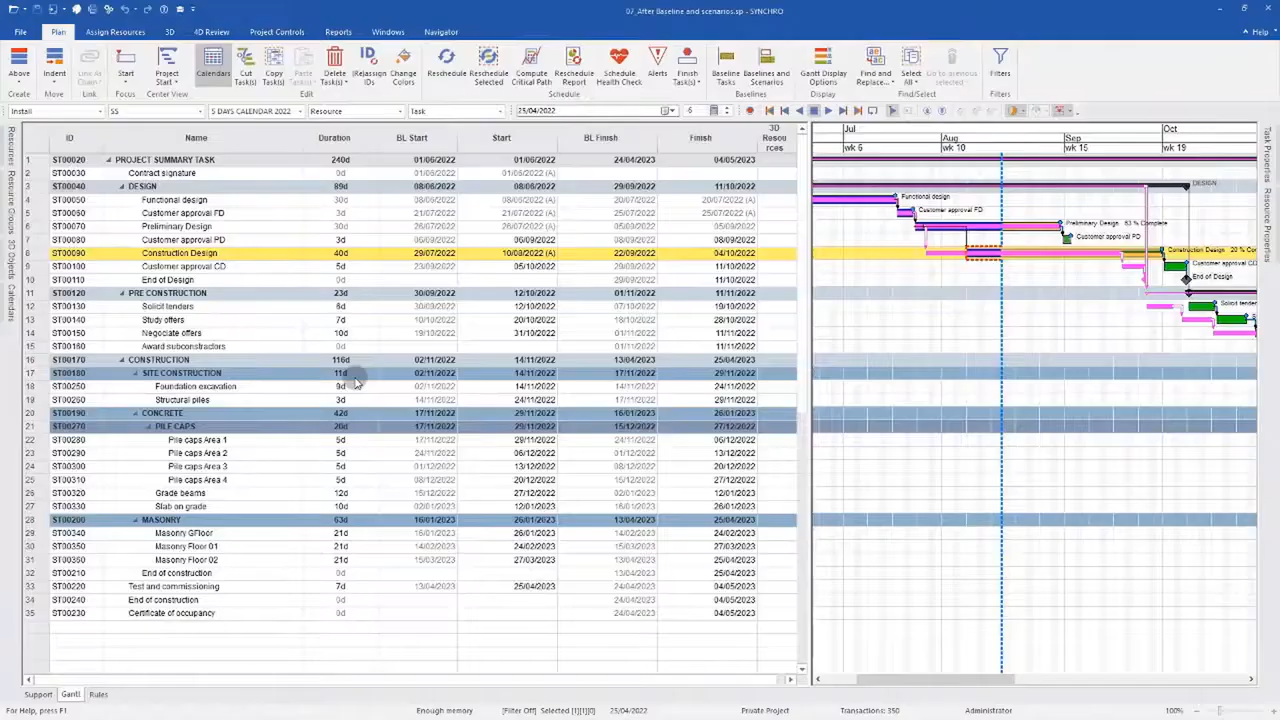 07_After Baseline and scenarios.sp - SYNCHRO
File Plan Assign Resources 3D 4D Review Project Controls Reports Windows Navigator Help
Above Indent Link As Chain Start Project Start Calendars Cut Task(s) Copy Task(s) Paste Task(s) Delete Task(s) Reassign IDs Change Colors Reschedule Reschedule Selected Compute Critical Path Reschedule Report Schedule Health Check Alerts Finish Task(s) Baseline Tasks Baselines and Scenarios Gantt Display Options Find and Replace... Select All Go to previous selected Filters
Create Move Link Focus Center View Edit Schedule Baselines Display Find/Select Filters
Install SS 5 DAYS CALENDAR 2022 Resource Task 25/04/2022 -6
Resources Resource Groups 3D Objects Calendars
ID Name Duration BL Start Start BL Finish Finish 3D Resou rces
1 ST00020 PROJECT SUMMARY TASK 240d 01/06/2022 01/06/2022 (A) 24/04/2023 04/05/2023
2 ST00030 Contract signature 0d 01/06/2022 01/06/2022 (A)
3 ST00040 DESIGN 89d 08/06/2022 08/06/2022 (A) 29/09/2022 11/10/2022
4 ST00050 Functional design 30d 08/06/2022 08/06/2022 (A) 20/07/2022 20/07/2022 (A)
5 ST00060 Customer approval FD 3d 21/07/2022 21/07/2022 (A) 25/07/2022 25/07/2022 (A)
6 ST00070 Preliminary Design 30d 26/07/2022 26/07/2022 (A)
7 ST00080 Customer approval PD 3d 06/09/2022 08/09/2022
8 ST00090 Construction Design 40d 29/07/2022 10/08/2022 (A) 22/09/2022 04/10/2022
9 ST00100 Customer approval CD 5d 23/09/2022 05/10/2022 29/09/2022 11/10/2022
10 ST00110 End of Design 0d 29/09/2022 11/10/2022
11 ST00120 PRE CONSTRUCTION 23d 30/09/2022 12/10/2022 01/11/2022 11/11/2022
12 ST00130 Solicit tenders 6d 30/09/2022 12/10/2022 07/10/2022 19/10/2022
13 ST00140 Study offers 7d 10/10/2022 20/10/2022 18/10/2022 28/10/2022
14 ST00150 Negociate offers 10d 19/10/2022 31/10/2022 01/11/2022 11/11/2022
15 ST00160 Award subconstractors 0d 01/11/2022 11/11/2022
16 ST00170 CONSTRUCTION 116d 02/11/2022 14/11/2022 13/04/2023 25/04/2023
17 ST00180 SITE CONSTRUCTION 11d 02/11/2022 14/11/2022 17/11/2022 29/11/2022
18 ST00250 Foundation excavation 9d 02/11/2022 14/11/2022 14/11/2022 24/11/2022
19 ST00260 Structural piles 3d 14/11/2022 24/11/2022 17/11/2022 29/11/2022
20 ST00190 CONCRETE 42d 17/11/2022 29/11/2022 16/01/2023 26/01/2023
21 ST00270 PILE CAPS 20d 17/11/2022 29/11/2022 15/12/2022 27/12/2022
22 ST00280 Pile caps Area 1 5d 17/11/2022 29/11/2022 24/11/2022 06/12/2022
23 ST00290 Pile caps Area 2 5d 24/11/2022 06/12/2022 01/12/2022 13/12/2022
24 ST00300 Pile caps Area 3 5d 01/12/2022 13/12/2022 08/12/2022 20/12/2022
25 ST00310 Pile caps Area 4 5d 08/12/2022 20/12/2022 15/12/2022 27/12/2022
26 ST00320 Grade beams 12d 15/12/2022 27/12/2022 02/01/2023 12/01/2023
27 ST00330 Slab on grade 10d 02/01/2023 12/01/2023 16/01/2023 26/01/2023
28 ST00200 MASONRY 63d 16/01/2023 26/01/2023 13/04/2023 25/04/2023
29 ST00340 Masonry GFloor 21d 16/01/2023 26/01/2023 14/02/2023 24/02/2023
30 ST00350 Masonry Floor 01 21d 14/02/2023 24/02/2023 15/03/2023 27/03/2023
31 ST00360 Masonry Floor 02 21d 15/03/2023 27/03/2023 13/04/2023 25/04/2023
32 ST00210 End of construction 0d 13/04/2023 25/04/2023
33 ST00220 Test and commissioning 7d 13/04/2023 25/04/2023 24/04/2023 04/05/2023
34 ST00240 End of construction 0d 24/04/2023 04/05/2023
35 ST00230 Certificate of occupancy 0d 24/04/2023 04/05/2023
Jul Aug Sep Oct
wk 6 wk 10 wk 15 wk 19
DESIGN
Functional design
Customer approval FD
Preliminary Design 83 % Complete
Customer approval PD
Construction Design 20 % Co
Customer approval CD
End of Design
Solicit tender
S
Task Properties Resource Properties
Support Gantt Rules
For Help, press F1 Enough memory [Filter Off] Selected [1][1][0] 25/04/2022 Private Project Transactions: 350 Administrator 100%